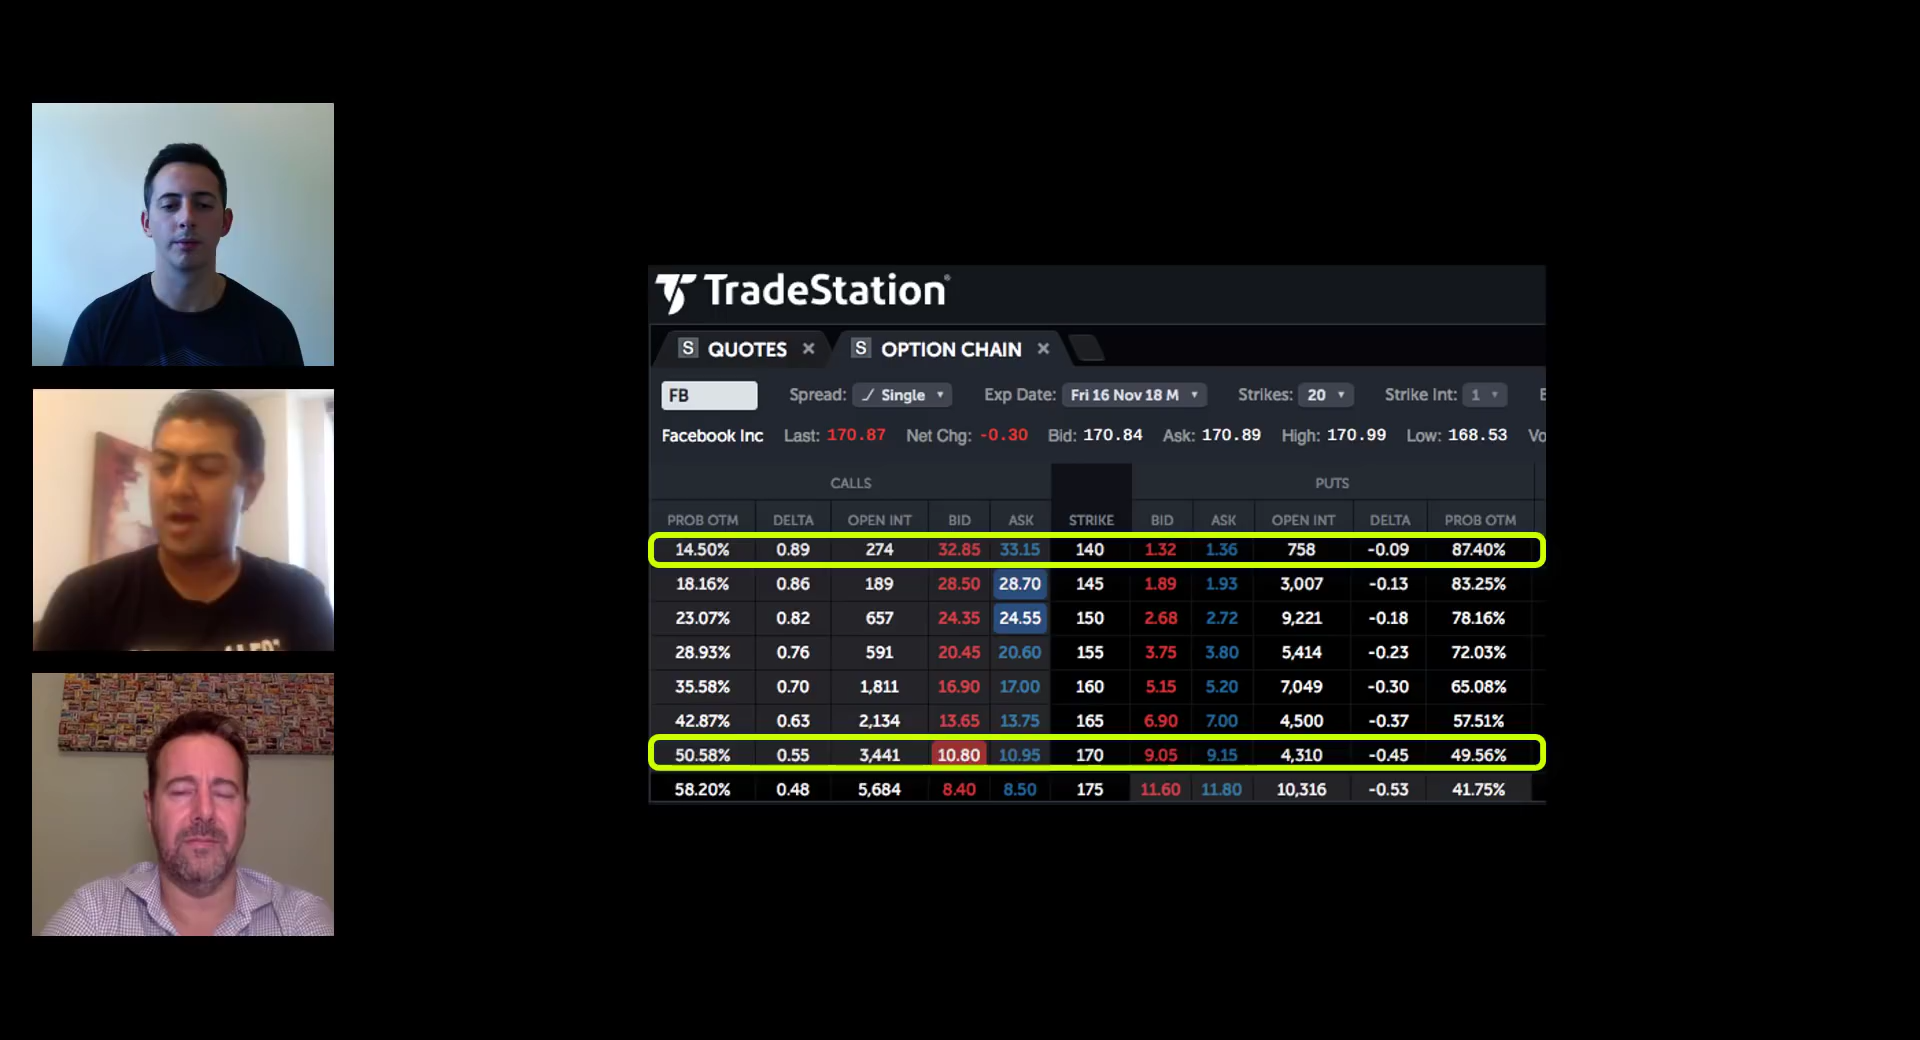 TradeStation®
S QUOTES × S OPTION CHAIN ×
FB Spread: Single Exp Date: Fri 16 Nov 18 M Strikes: 20 Strike Int: 1
Facebook Inc Last: 170.87 Net Chg: -0.30 Bid: 170.84 Ask: 170.89 High: 170.99 Low: 168.53
CALLS PUTS
PROB OTM DELTA OPEN INT BID ASK STRIKE BID ASK OPEN INT DELTA PROB OTM
14.50% 0.89 274 32.85 33.15 140 1.32 1.36 758 -0.09 87.40%
18.16% 0.86 189 28.50 28.70 145 1.89 1.93 3,007 -0.13 83.25%
23.07% 0.82 657 24.35 24.55 150 2.68 2.72 9,221 -0.18 78.16%
28.93% 0.76 591 20.45 20.60 155 3.75 3.80 5,414 -0.23 72.03%
35.58% 0.70 1,811 16.90 17.00 160 5.15 5.20 7,049 -0.30 65.08%
42.87% 0.63 2,134 13.65 13.75 165 6.90 7.00 4,500 -0.37 57.51%
50.58% 0.55 3,441 10.80 10.95 170 9.05 9.15 4,310 -0.45 49.56%
58.20% 0.48 5,684 8.40 8.50 175 11.60 11.80 10,316 -0.53 41.75%